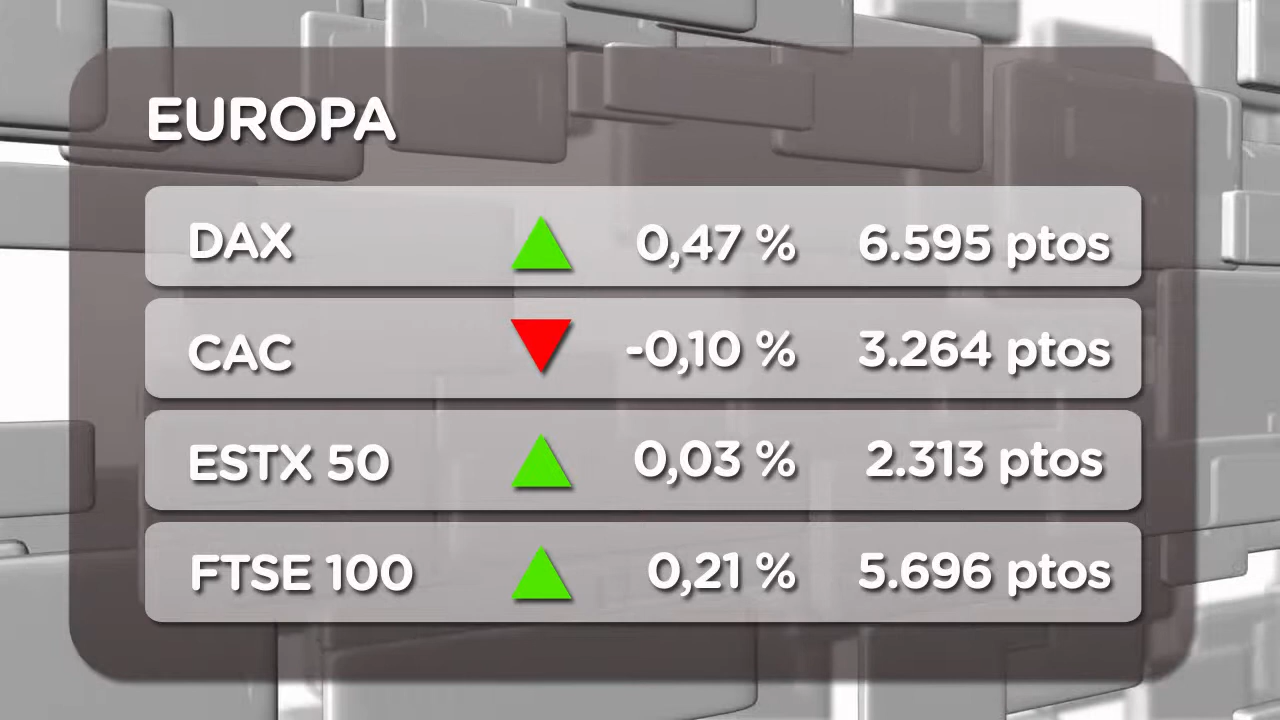 EUROPA
DAX 0,47 % 6.595 ptos
CAC -0,10 % 3.264 ptos
ESTX 50 0,03 % 2.313 ptos
FTSE 100 0,21 % 5.696 ptos